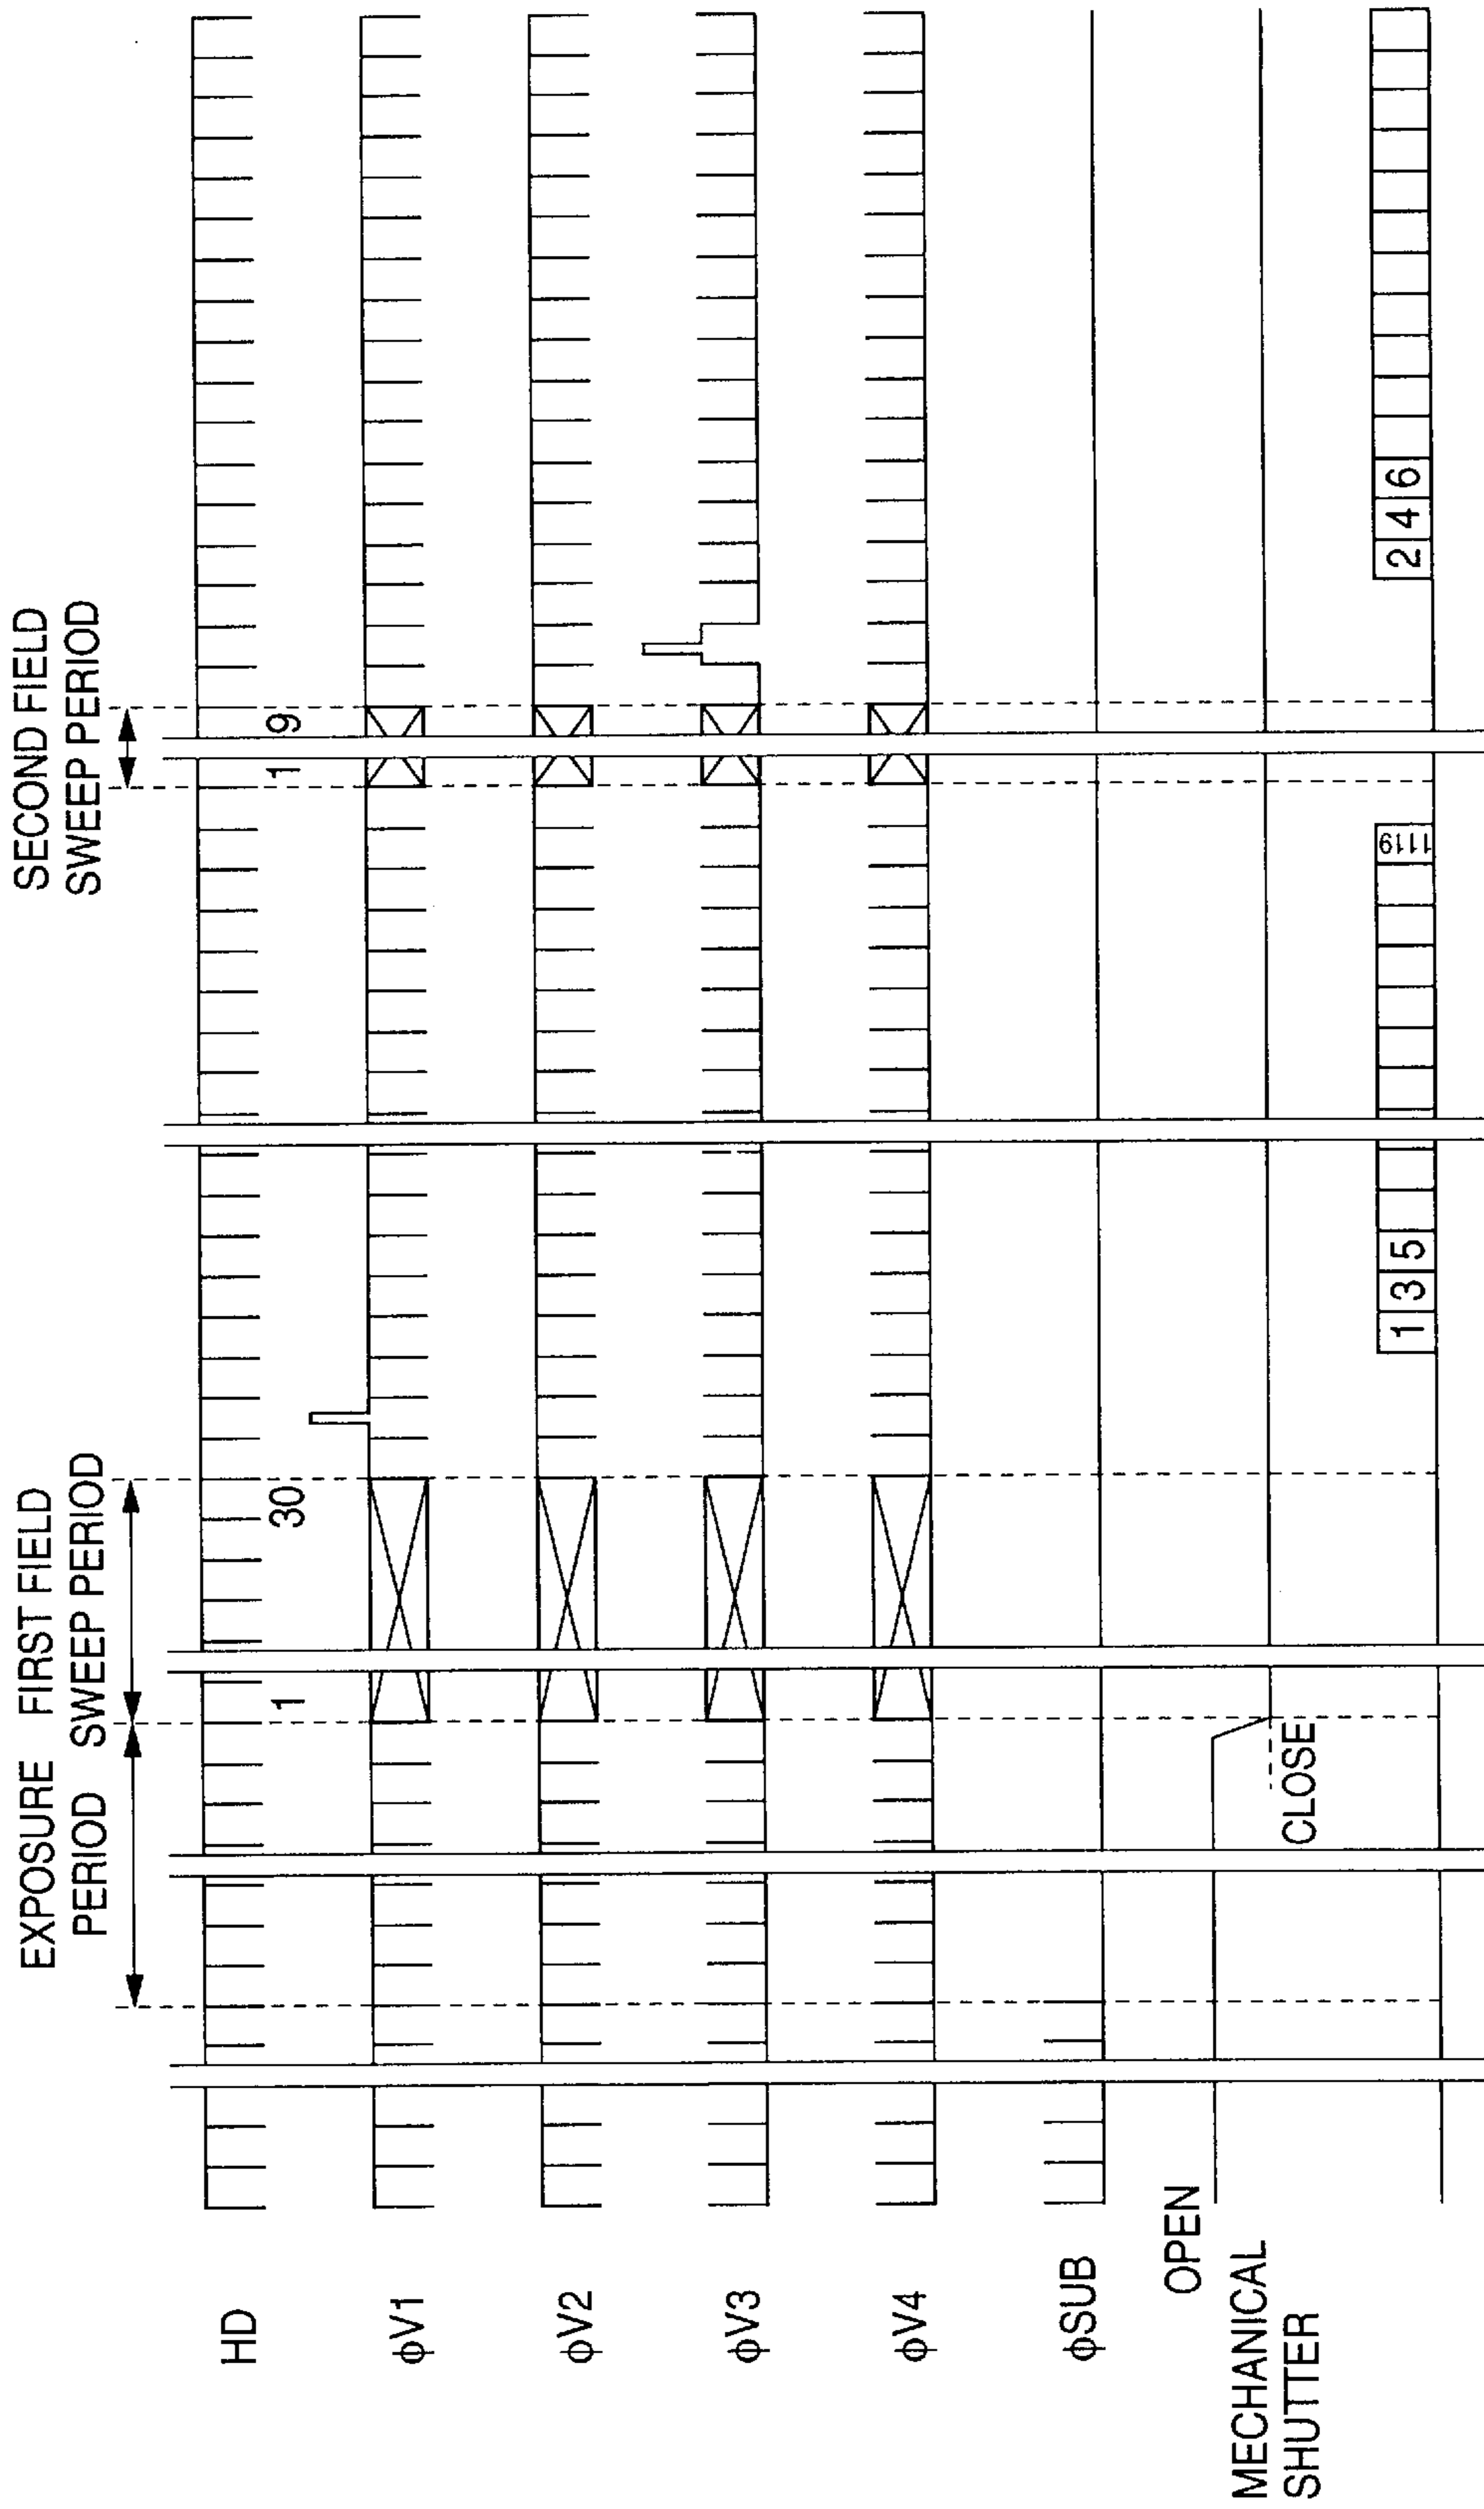 EXPOSURE
PERIOD
FIRST FIELD
SWEEP PERIOD
SECOND FIELD
SWEEP PERIOD
HD
1
30
1
9
φV1
φV2
φV3
φV4
φSUB
OPEN
MECHANICAL
SHUTTER
CLOSE
1 3 5
1119
2 4 6